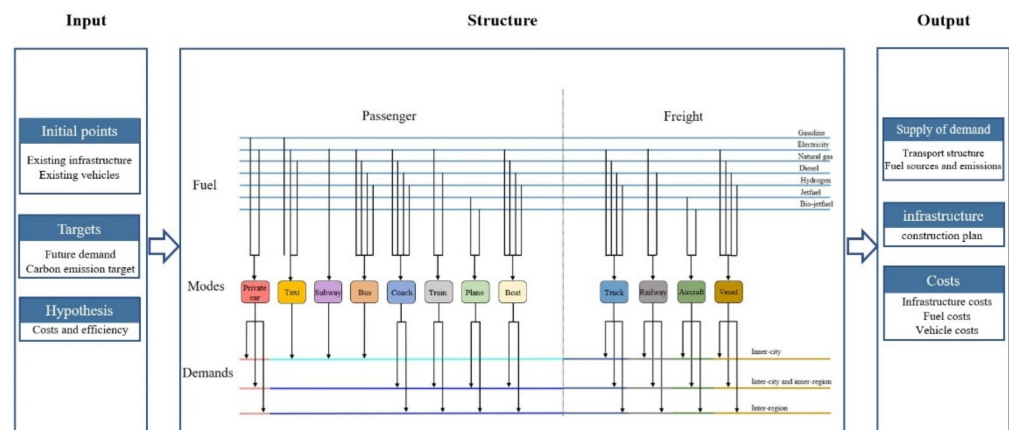 Input
Structure
Output
Initial points
Existing infrastructure
Existing vehicles
Targets
Future demand
Carbon emission target
Hypothesis
Costs and efficiency
Passenger
Freight
Fuel
Gasoline
Electricity
Natural gas
Diesel
Hydrogen
Jetfuel
Bio-jetfuel
Modes
Private
car
Taxi
Subway
Bus
Coach
Train
Plane
Boat
Truck
Railway
Aircraft
Vessel
Demands
Inner-city
Inter-city and inner-region
Inter-region
Supply of demand
Transport structure
Fuel sources and emissions
infrastructure
construction plan
Costs
Infrastructure costs
Fuel costs
Vehicle costs